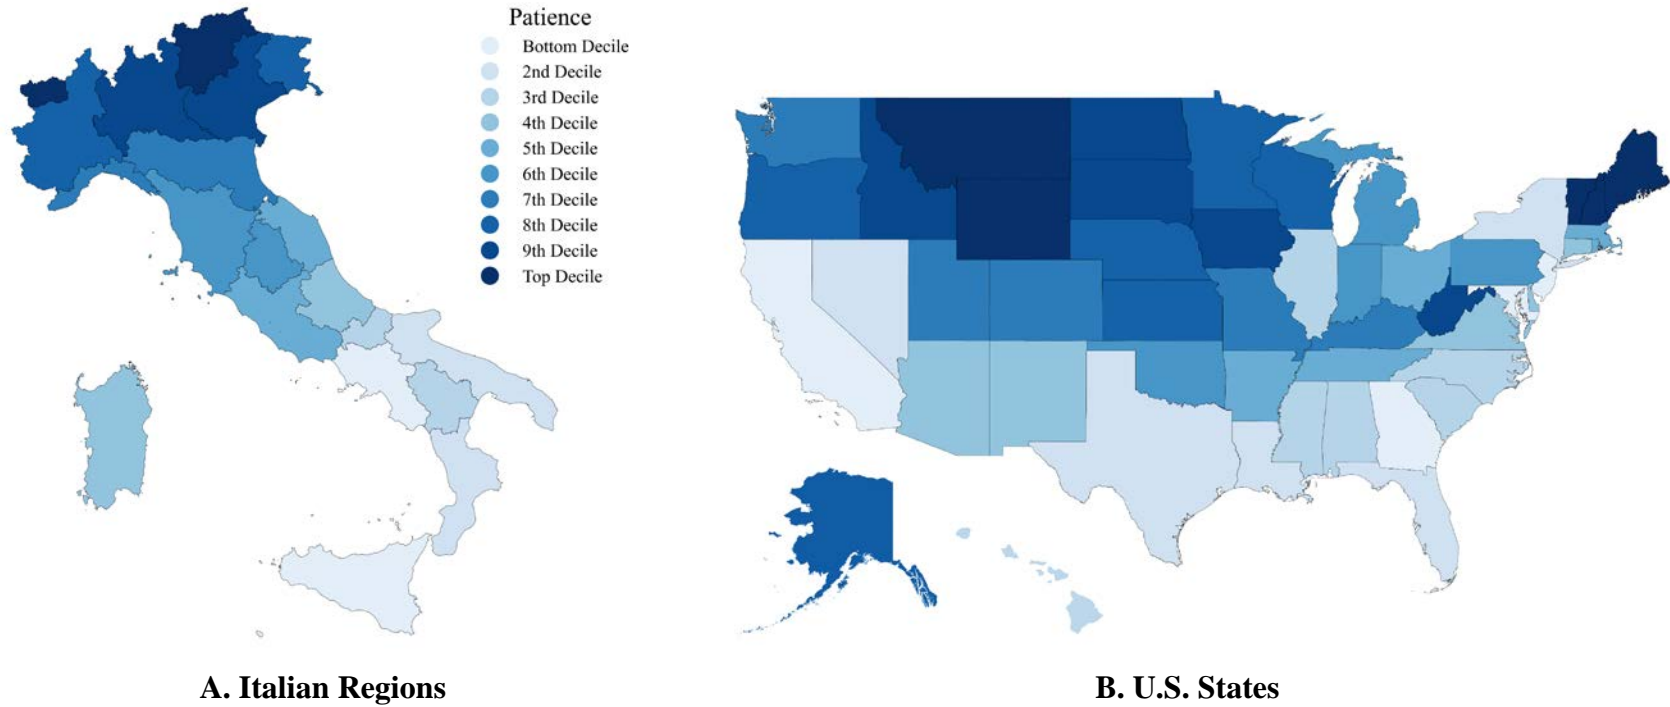 Patience
Bottom Decile
2nd Decile
3rd Decile
4th Decile
5th Decile
6th Decile
7th Decile
8th Decile
9th Decile
Top Decile
A. Italian Regions
B. U.S. States